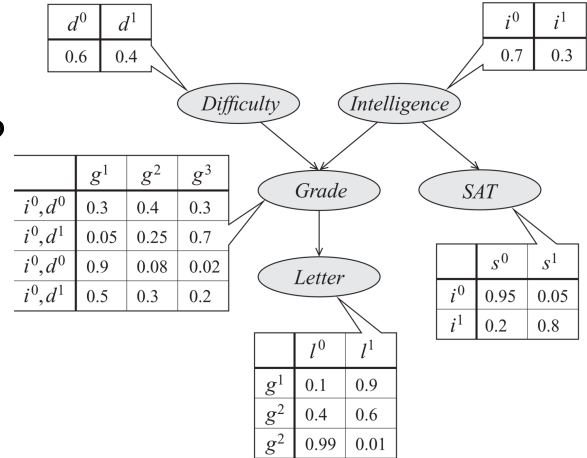 d⁰ d¹
0.6 0.4
i⁰ i¹
0.7 0.3
Difficulty
Intelligence
g¹ g² g³
i⁰,d⁰ 0.3 0.4 0.3
i⁰,d¹ 0.05 0.25 0.7
i⁰,d⁰ 0.9 0.08 0.02
i⁰,d¹ 0.5 0.3 0.2
Grade
SAT
Letter
s⁰ s¹
i⁰ 0.95 0.05
i¹ 0.2 0.8
l⁰ l¹
g¹ 0.1 0.9
g² 0.4 0.6
g² 0.99 0.01